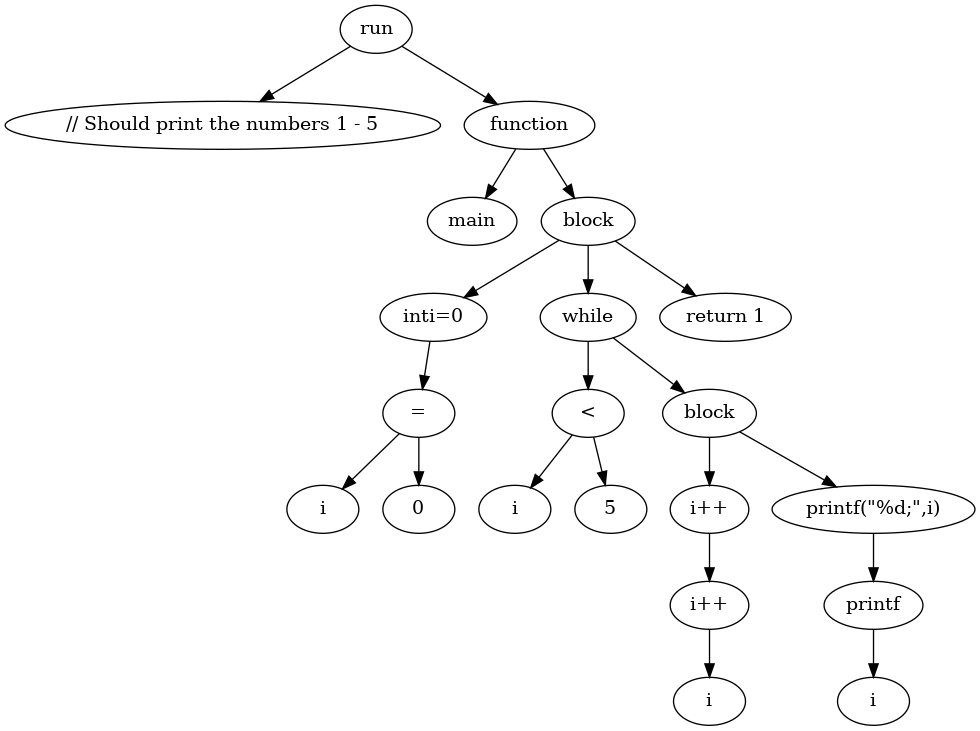 run
// Should print the numbers 1 - 5
function
main
block
inti=0
while
return 1
=
<
block
i
0
i
5
i++
printf("%d;",i)
i++
printf
i
i